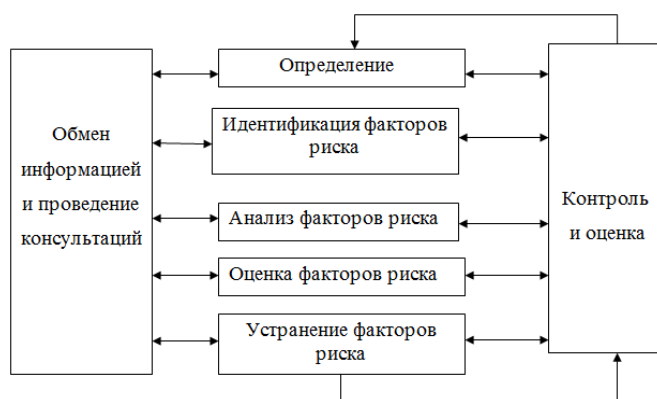 Обмен
информацией
и проведение
консультаций
Определение
Идентификация факторов
риска
Анализ факторов риска
Оценка факторов риска
Устранение факторов
риска
Контроль
и оценка